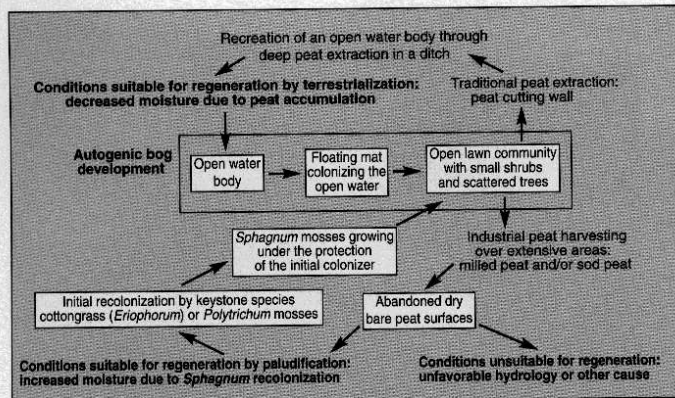 Recreation of an open water body through
deep peat extraction in a ditch
Conditions suitable for regeneration by terrestrialization:
decreased moisture due to peat accumulation
Traditional peat extraction:
peat cutting wall
Autogenic bog
development
Open water
body
Floating mat
colonizing the
open water
Open lawn community
with small shrubs
and scattered trees
Sphagnum mosses growing
under the protection
of the initial colonizer
Industrial peat harvesting
over extensive areas:
milled peat and/or sod peat
Initial recolonization by keystone species
cottongrass (Eriophorum) or Polytrichum mosses
Abandoned dry
bare peat surfaces
Conditions suitable for regeneration by paludification:
increased moisture due to Sphagnum recolonization
Conditions unsuitable for regeneration:
unfavorable hydrology or other cause